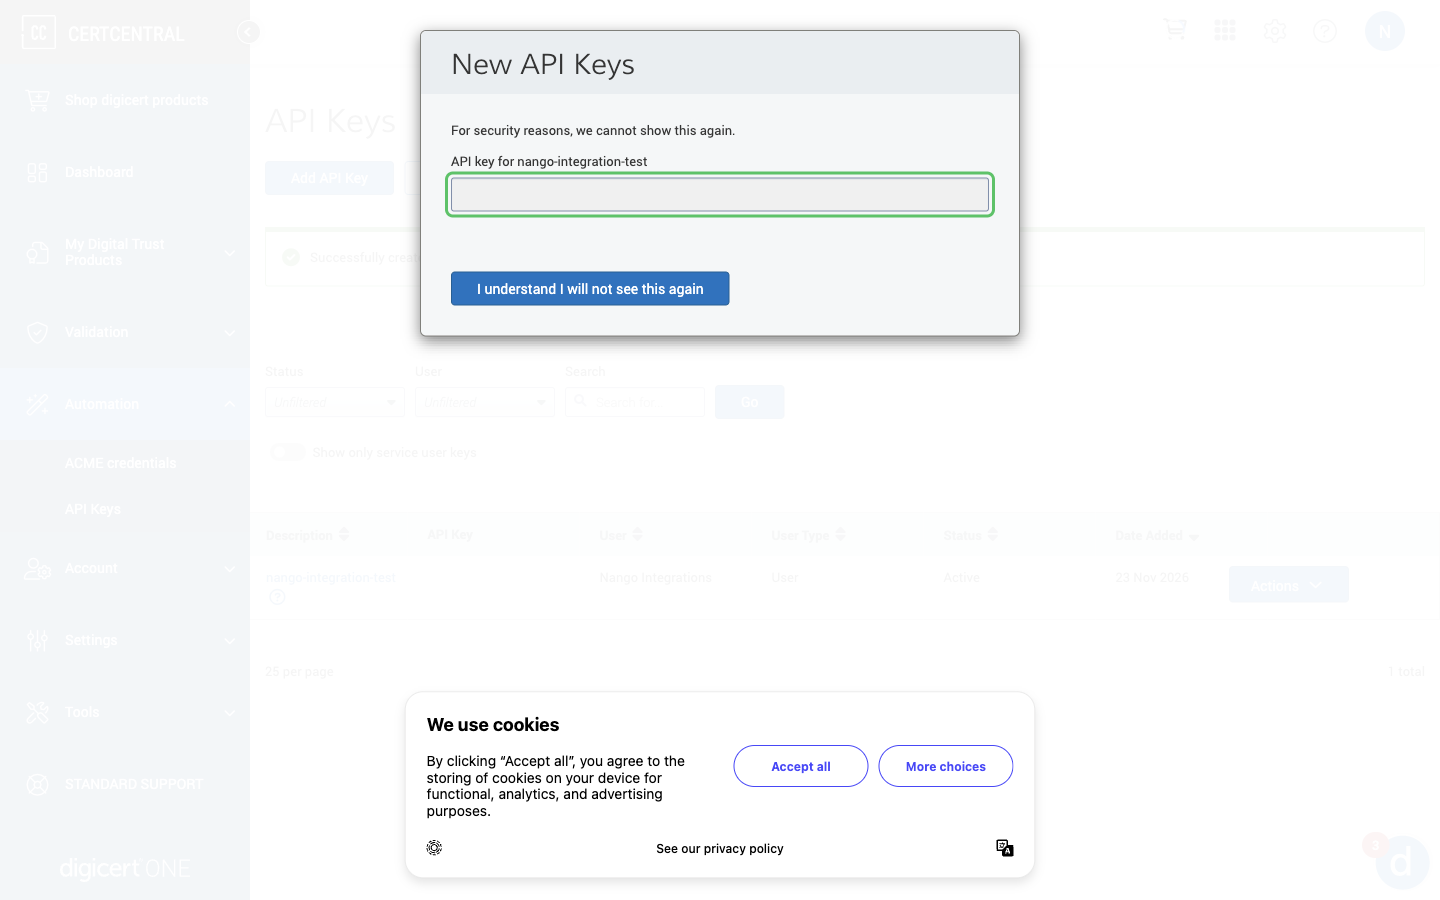 CC CERTCENTRAL
Shop digicert products
Dashboard
My Digital Trust
Products
Validation
Automation
ACME credentials
API Keys
Account
Settings
Tools
STANDARD SUPPORT
digicert ONE
N
API Keys
Add API Key
Successfully create
New API Keys
For security reasons, we cannot show this again.
API key for nango-integration-test
I understand I will not see this again
Status
User
Search
Unfiltered
Unfiltered
Search for
Go
Show only service user keys
Description
API Key
User
User Type
Status
Date Added
nango-integration-test
Nango Integrations
User
Active
23 Nov 2025
Actions
25 per page
1 total
We use cookies
By clicking “Accept all”, you agree to the
storing of cookies on your device for
functional, analytics, and advertising
purposes.
Accept all
More choices
See our privacy policy
3
d